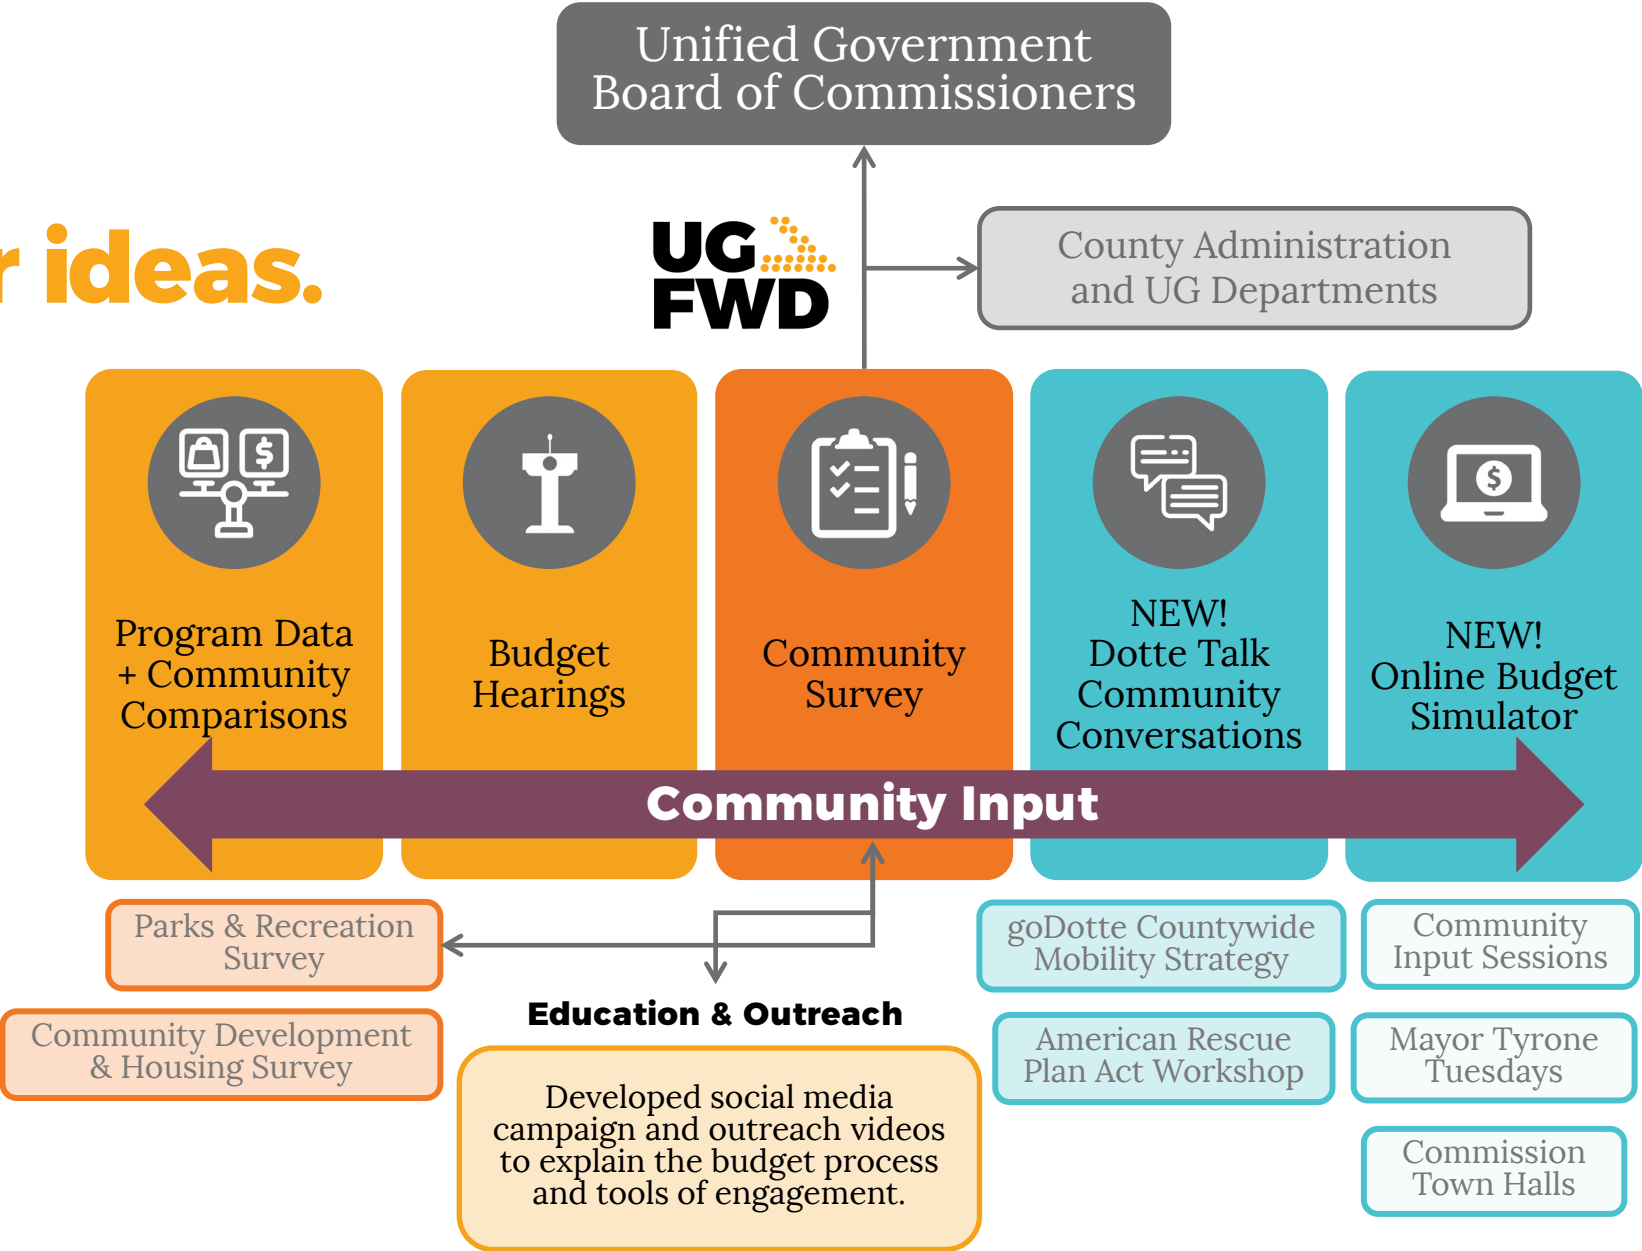 Unified Government
Board of Commissioners
r ideas.
UG
FWD
County Administration
and UG Departments
Program Data
+ Community
Comparisons
Budget
Hearings
Community
Survey
NEW!
Dotte Talk
Community
Conversations
NEW!
Online Budget
Simulator
Community Input
Parks & Recreation
Survey
Community Development
& Housing Survey
Education & Outreach
Developed social media
campaign and outreach videos
to explain the budget process
and tools of engagement.
goDotte Countywide
Mobility Strategy
American Rescue
Plan Act Workshop
Community
Input Sessions
Mayor Tyrone
Tuesdays
Commission
Town Halls